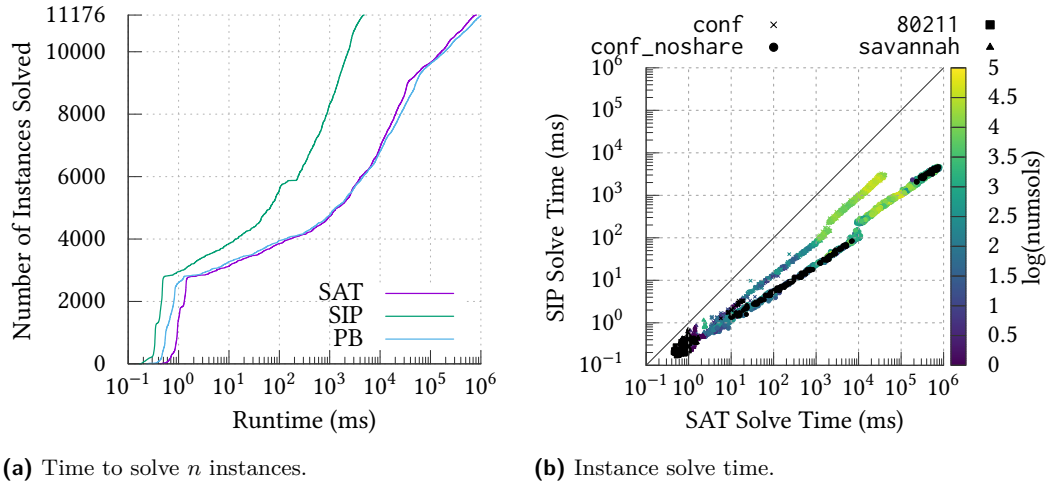 11176
10000
8000
6000
4000
2000
0
Number of Instances Solved
SAT
SIP
PB
10^-1 10^0 10^1 10^2 10^3 10^4 10^5 10^6
Runtime (ms)
(a) Time to solve n instances.
conf 80211
conf_noshare savannah
10^6
10^5
10^4
10^3
10^2
10^1
10^0
10^-1
SIP Solve Time (ms)
10^-1 10^0 10^1 10^2 10^3 10^4 10^5 10^6
SAT Solve Time (ms)
5
4.5
4
3.5
3
2.5
2
1.5
1
0.5
0
log(numsols)
(b) Instance solve time.